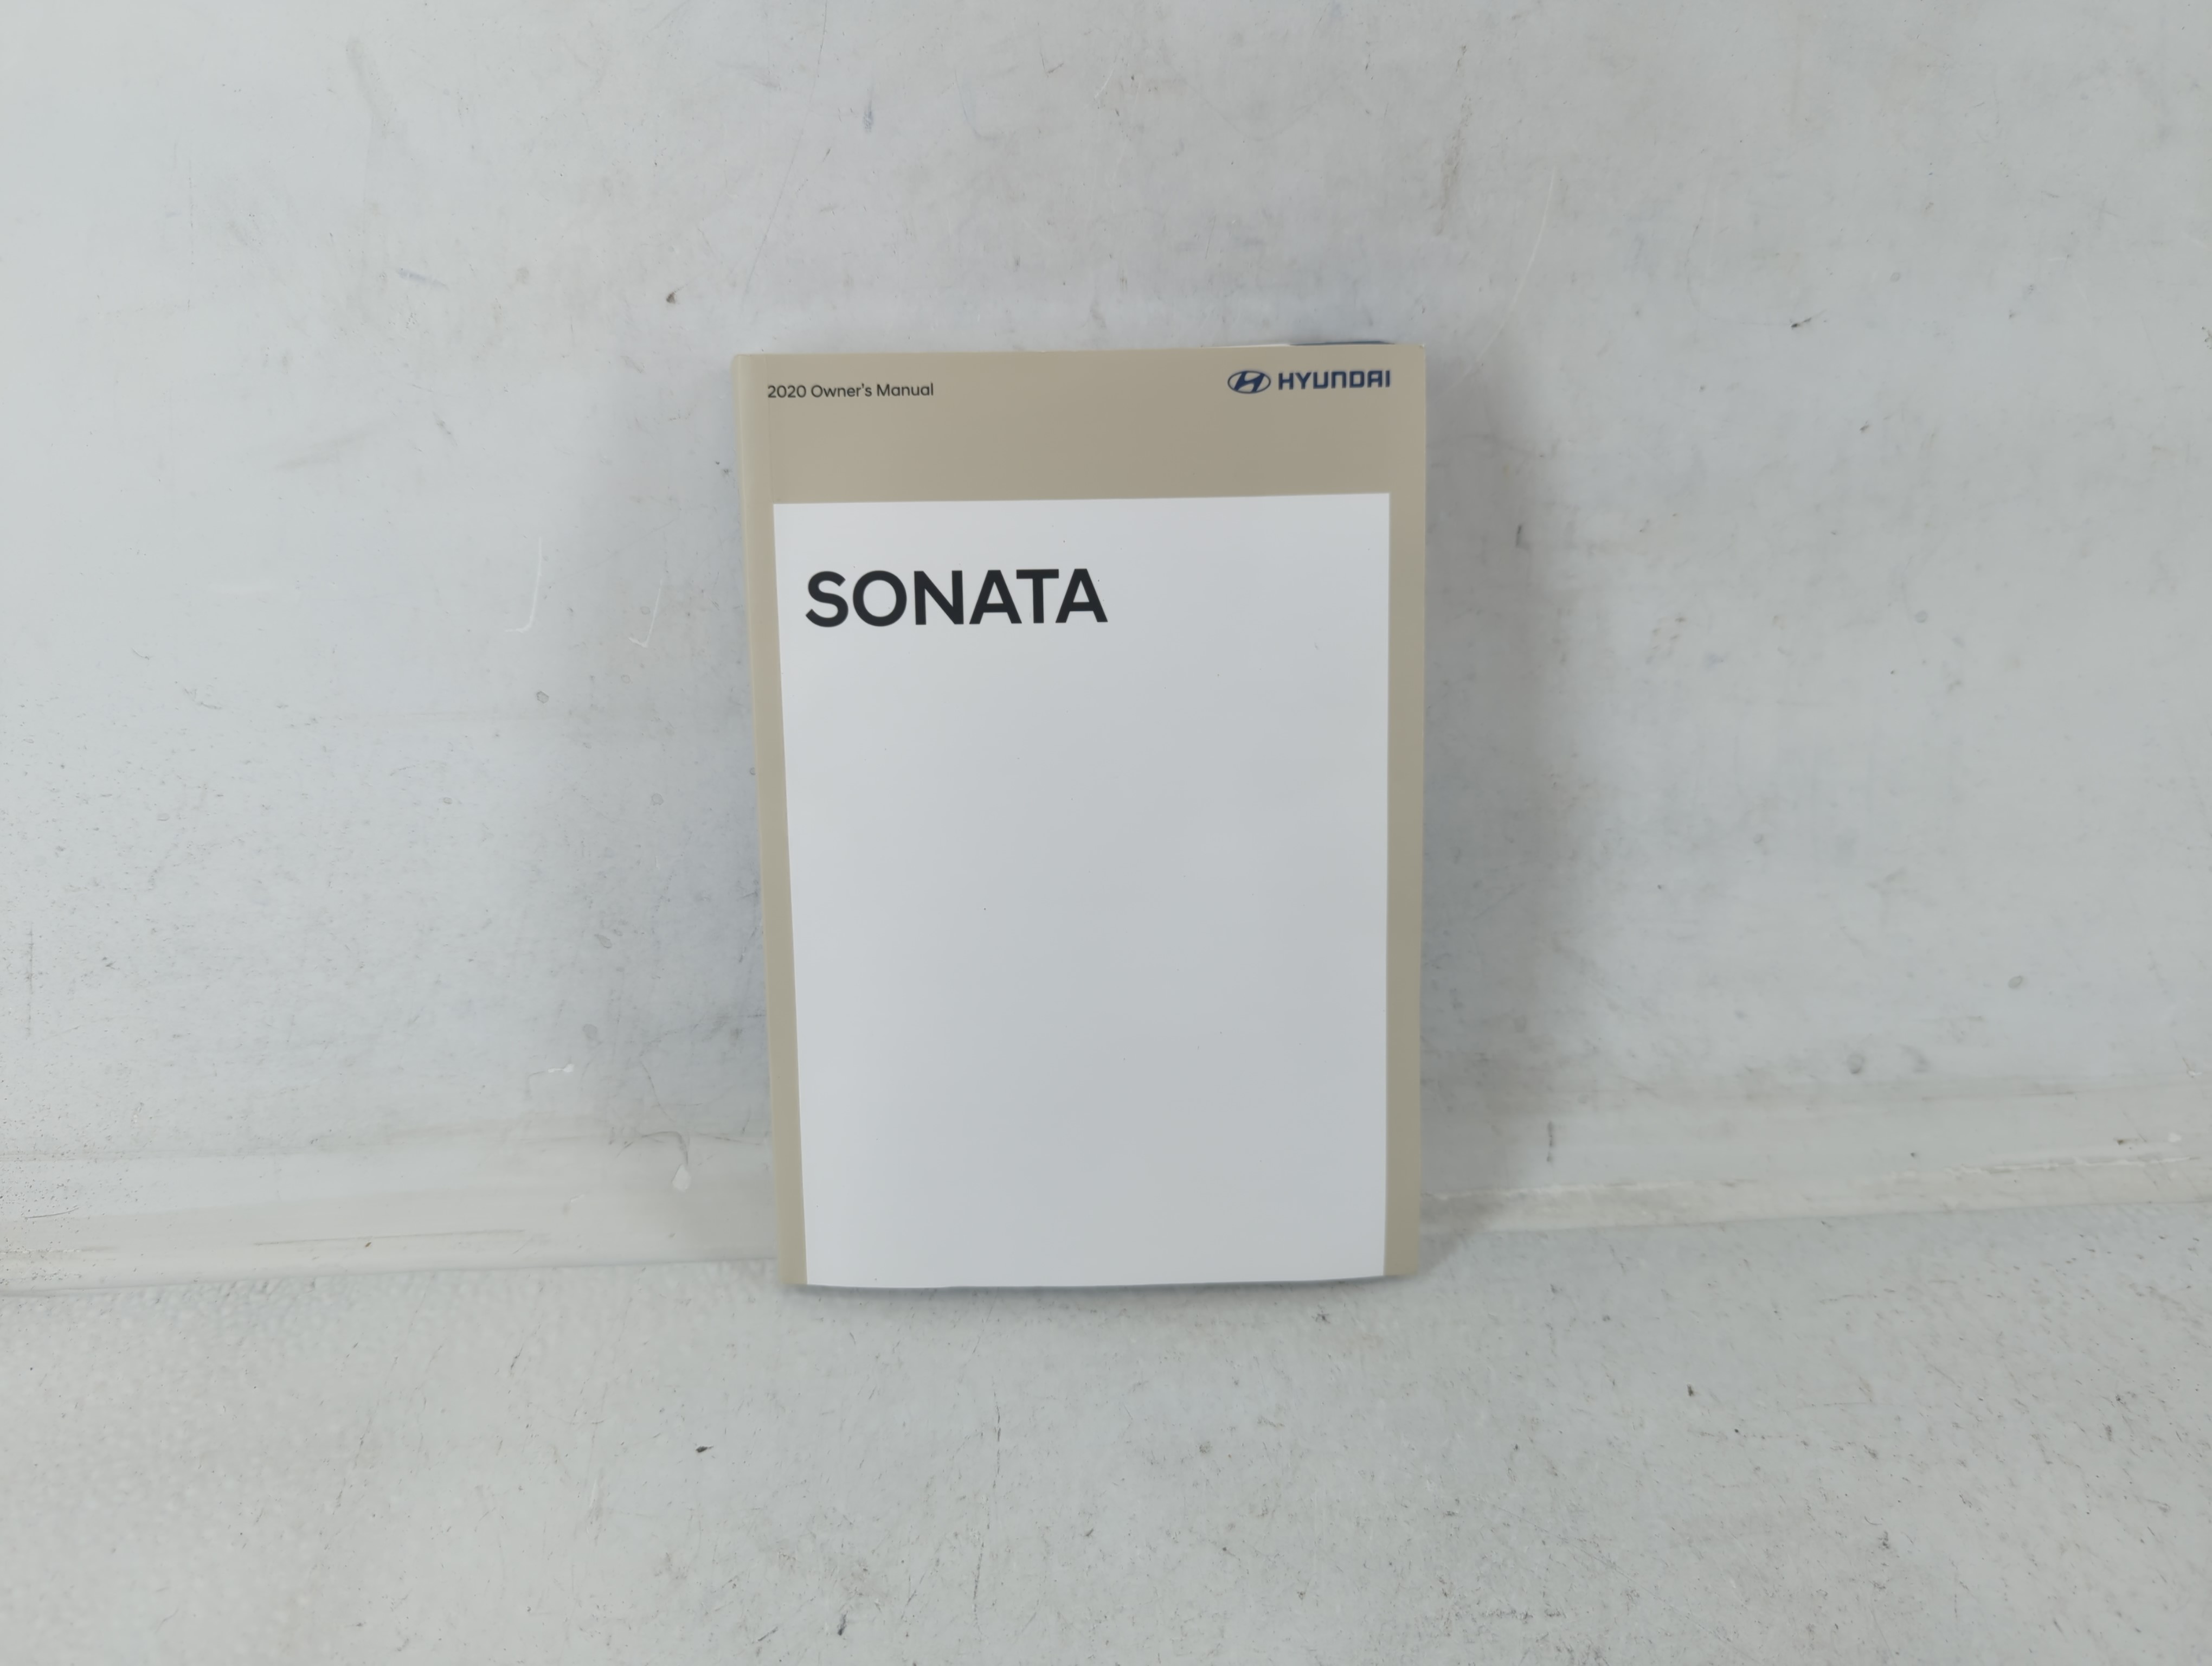 2020 Owner's Manual
HYUNDAI
SONATA